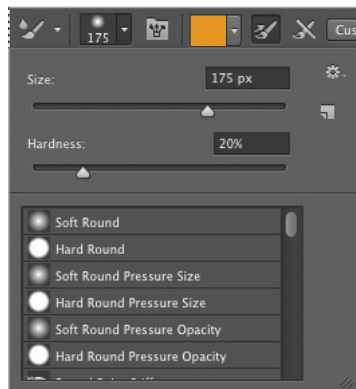 175
Cus
Size:
175 px
Hardness:
20%
Soft Round
Hard Round
Soft Round Pressure Size
Hard Round Pressure Size
Soft Round Pressure Opacity
Hard Round Pressure Opacity